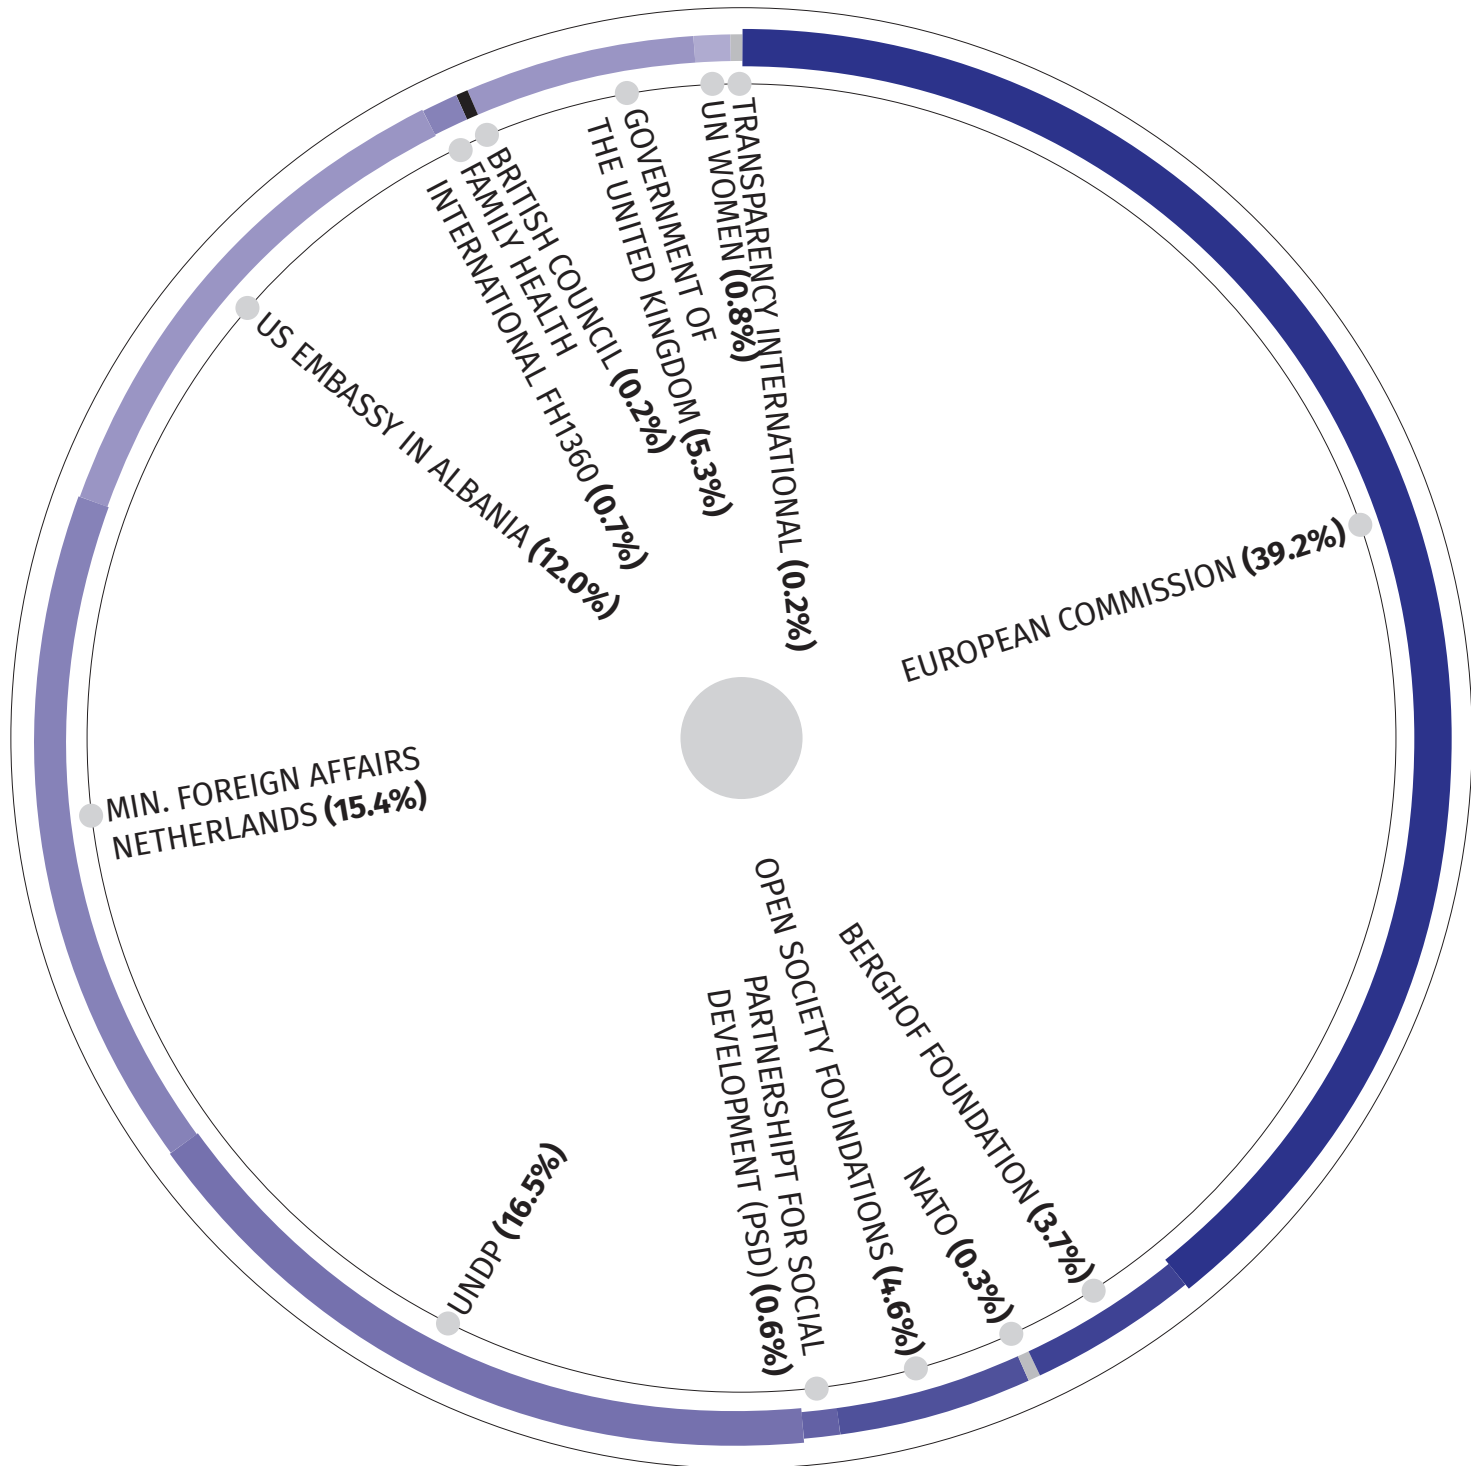 TRANSPARENCY INTERNATIONAL (0.2%)
EUROPEAN COMMISSION (39.2%)
BERGHOF FOUNDATION (3.7%)
NATO (0.3%)
OPEN SOCIETY FOUNDATIONS (4.6%)
PARTNERSHIPT FOR SOCIAL
DEVELOPMENT (PSD) (0.6%)
UNDP (16.5%)
MIN. FOREIGN AFFAIRS
NETHERLANDS (15.4%)
US EMBASSY IN ALBANIA (12.0%)
FAMILY HEALTH
INTERNATIONAL FH1360 (0.7%)
BRITISH COUNCIL (0.2%)
GOVERNMENT OF
THE UNITED KINGDOM (5.3%)
UN WOMEN (0.8%)